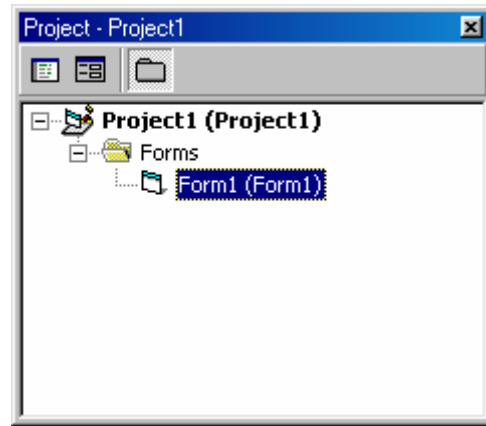 Project - Project1
Project1 (Project1)
Forms
Form1 (Form1)